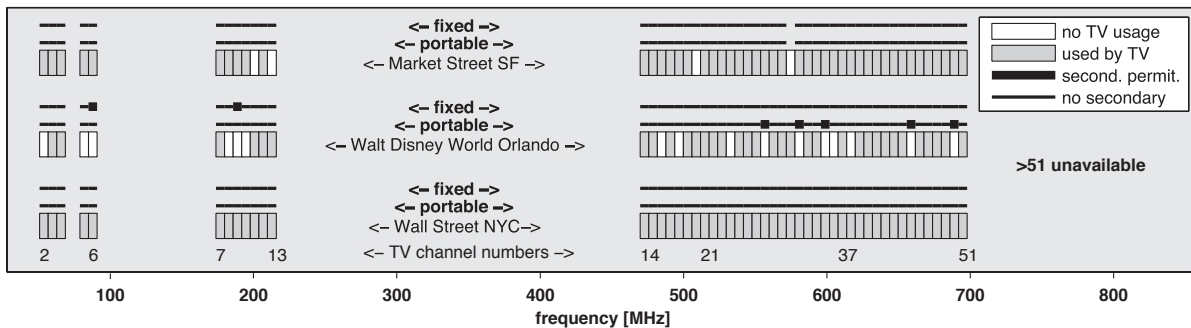 <– fixed –>
<– portable –>
<– Market Street SF –>
<– fixed –>
<– portable –>
<– Walt Disney World Orlando –>
<– fixed –>
<– portable –>
<– Wall Street NYC–>
2 6 7 13 <– TV channel numbers –> 14 21 37 51
no TV usage
used by TV
second. permit.
no secondary
>51 unavailable
100 200 300 400 500 600 700 800
frequency [MHz]